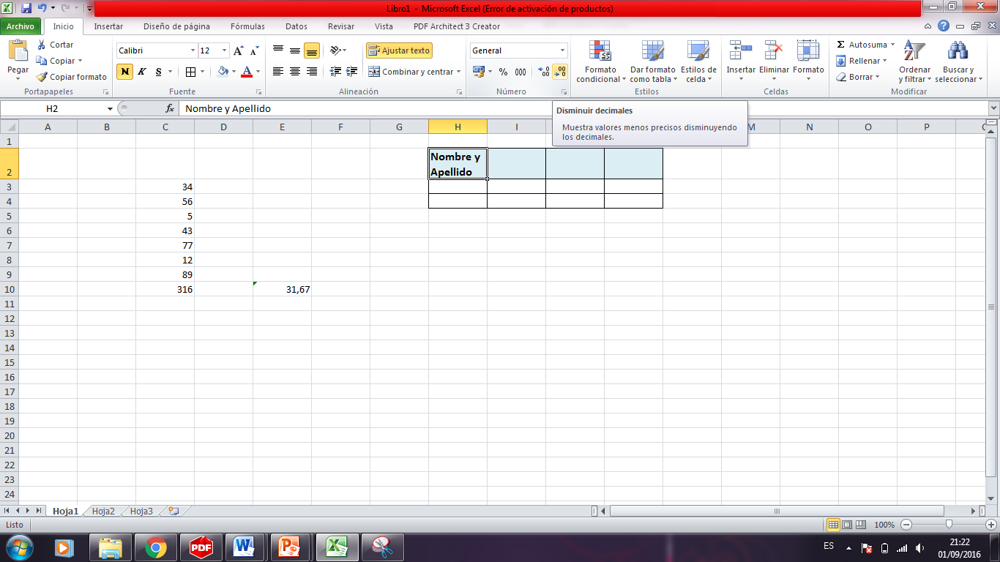 Libro1 - Microsoft Excel (Error de activación de productos)
Archivo Inicio Insertar Diseño de página Fórmulas Datos Revisar Vista PDF Architect 3 Creator
Pegar
Cortar
Copiar
Copiar formato
Portapapeles
Calibri 12
N K S
Fuente
Ajustar texto
Combinar y centrar
Alineación
General
% 000
Número
Formato condicional
Dar formato como tabla
Estilos de celda
Estilos
Insertar Eliminar Formato
Celdas
Σ Autosuma
Rellenar
Borrar
Ordenar y filtrar
Buscar y seleccionar
Modificar
H2 fx Nombre y Apellido
Disminuir decimales
Muestra valores menos precisos disminuyendo
los decimales.
A B C D E F G H I M N O P
1
2 Nombre y
Apellido
3 34
4 56
5 5
6 43
7 77
8 12
9 89
10 316 31,67
11
12
13
14
15
16
17
18
19
20
21
22
23
24
Hoja1 Hoja2 Hoja3
Listo 100%
PDF
ES 21:22
01/09/2016